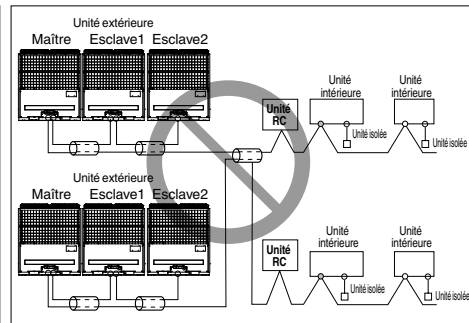 Unité extérieure
Maître Esclave1 Esclave2
Unité
RC
Unité
intérieure
Unité isolée
Unité
intérieure
Unité isolée
Unité extérieure
Maître Esclave1 Esclave2
Unité
RC
Unité
intérieure
Unité isolée
Unité
intérieure
Unité isolée